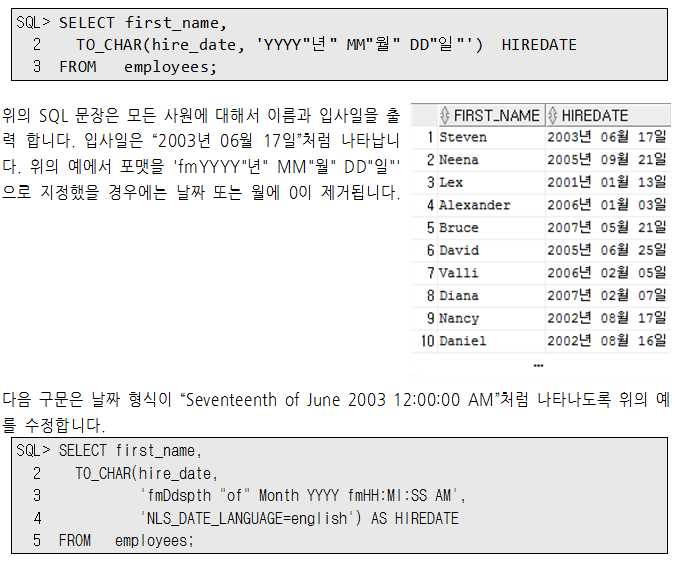 SQL> SELECT first_name,
2 TO_CHAR(hire_date, 'YYYY"년" MM"월" DD"일"') HIREDATE
3 FROM employees;
위의 SQL 문장은 모든 사원에 대해서 이름과 입사일을 출
력 합니다. 입사일은 “2003년 06월 17일”처럼 나타납니
다. 위의 예에서 포맷을 'fmYYYY"년" MM"월" DD"일"'
으로 지정했을 경우에는 날짜 또는 월에 0이 제거됩니다.
FIRST_NAME HIREDATE
1 Steven 2003년 06월 17일
2 Neena 2005년 09월 21일
3 Lex 2001년 01월 13일
4 Alexander 2006년 01월 03일
5 Bruce 2007년 05월 21일
6 David 2005년 06월 25일
7 Valli 2006년 02월 05일
8 Diana 2007년 02월 07일
9 Nancy 2002년 08월 17일
10 Daniel 2002년 08월 16일
…
다음 구문은 날짜 형식이 “Seventeenth of June 2003 12:00:00 AM”처럼 나타나도록 위의 예
를 수정합니다.
SQL> SELECT first_name,
2 TO_CHAR(hire_date,
3 'fmDdspth "of" Month YYYY fmHH:MI:SS AM',
4 'NLS_DATE_LANGUAGE=english') AS HIREDATE
5 FROM employees;